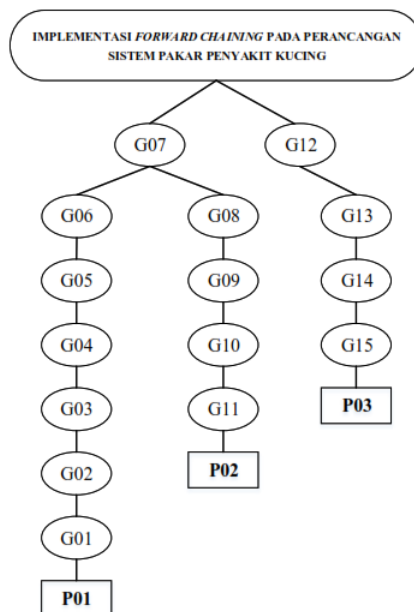 IMPLEMENTASI FORWARD CHAINING PADA PERANCANGAN
SISTEM PAKAR PENYAKIT KUCING
G07 G12
G06 G08 G13
G05 G09 G14
G04 G10 G15
G03 G11 P03
G02 P02
G01
P01